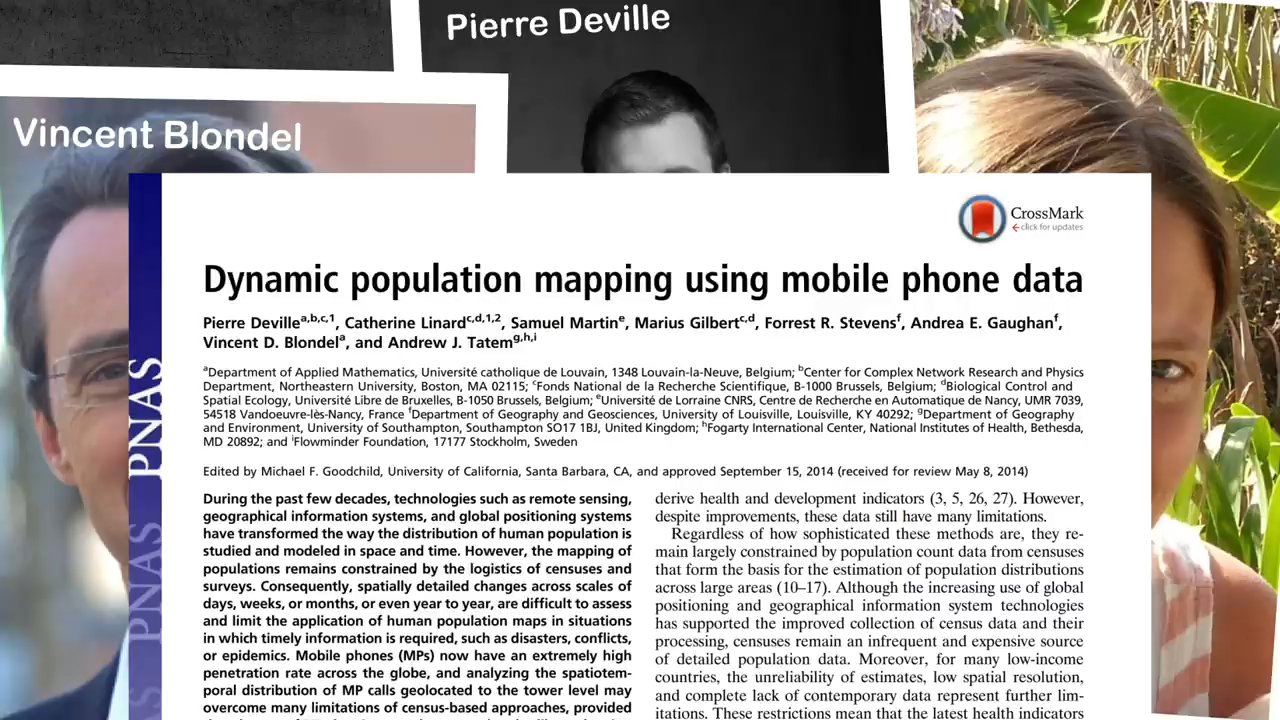 Pierre Deville
Vincent Blondel
CrossMark
click for updates
Dynamic population mapping using mobile phone data
Pierre Deville^a,b,c,1, Catherine Linard^c,d,1,2, Samuel Martin^e, Marius Gilbert^c,d, Forrest R. Stevens^f, Andrea E. Gaughan^f,
Vincent D. Blondel^a, and Andrew J. Tatem^g,h,i
^aDepartment of Applied Mathematics, Université catholique de Louvain, 1348 Louvain-la-Neuve, Belgium; ^bCenter for Complex Network Research and Physics
Department, Northeastern University, Boston, MA 02115; ^cFonds National de la Recherche Scientifique, B-1000 Brussels, Belgium; ^dBiological Control and
Spatial Ecology, Université Libre de Bruxelles, B-1050 Brussels, Belgium; ^eUniversité de Lorraine CNRS, Centre de Recherche en Automatique de Nancy, UMR 7039,
54518 Vandoeuvre-lès-Nancy, France ^fDepartment of Geography and Geosciences, University of Louisville, Louisville, KY 40292; ^gDepartment of Geography
and Environment, University of Southampton, Southampton SO17 1BJ, United Kingdom; ^hFogarty International Center, National Institutes of Health, Bethesda,
MD 20892; and ^iFlowminder Foundation, 17177 Stockholm, Sweden
Edited by Michael F. Goodchild, University of California, Santa Barbara, CA, and approved September 15, 2014 (received for review May 8, 2014)
During the past few decades, technologies such as remote sensing,
geographical information systems, and global positioning systems
have transformed the way the distribution of human population is
studied and modeled in space and time. However, the mapping of
populations remains constrained by the logistics of censuses and
surveys. Consequently, spatially detailed changes across scales of
days, weeks, or months, or even year to year, are difficult to assess
and limit the application of human population maps in situations
in which timely information is required, such as disasters, conflicts,
or epidemics. Mobile phones (MPs) now have an extremely high
penetration rate across the globe, and analyzing the spatiotem-
poral distribution of MP calls geolocated to the tower level may
overcome many limitations of census-based approaches, provided
derive health and development indicators (3, 5, 26, 27). However,
despite improvements, these data still have many limitations.
Regardless of how sophisticated these methods are, they re-
main largely constrained by population count data from censuses
that form the basis for the estimation of population distributions
across large areas (10–17). Although the increasing use of global
positioning and geographical information system technologies
has supported the improved collection of census data and their
processing, censuses remain an infrequent and expensive source
of detailed population data. Moreover, for many low-income
countries, the unreliability of estimates, low spatial resolution,
and complete lack of contemporary data represent further lim-
itations. These restrictions mean that the latest health indicators
PNAS
PNAS